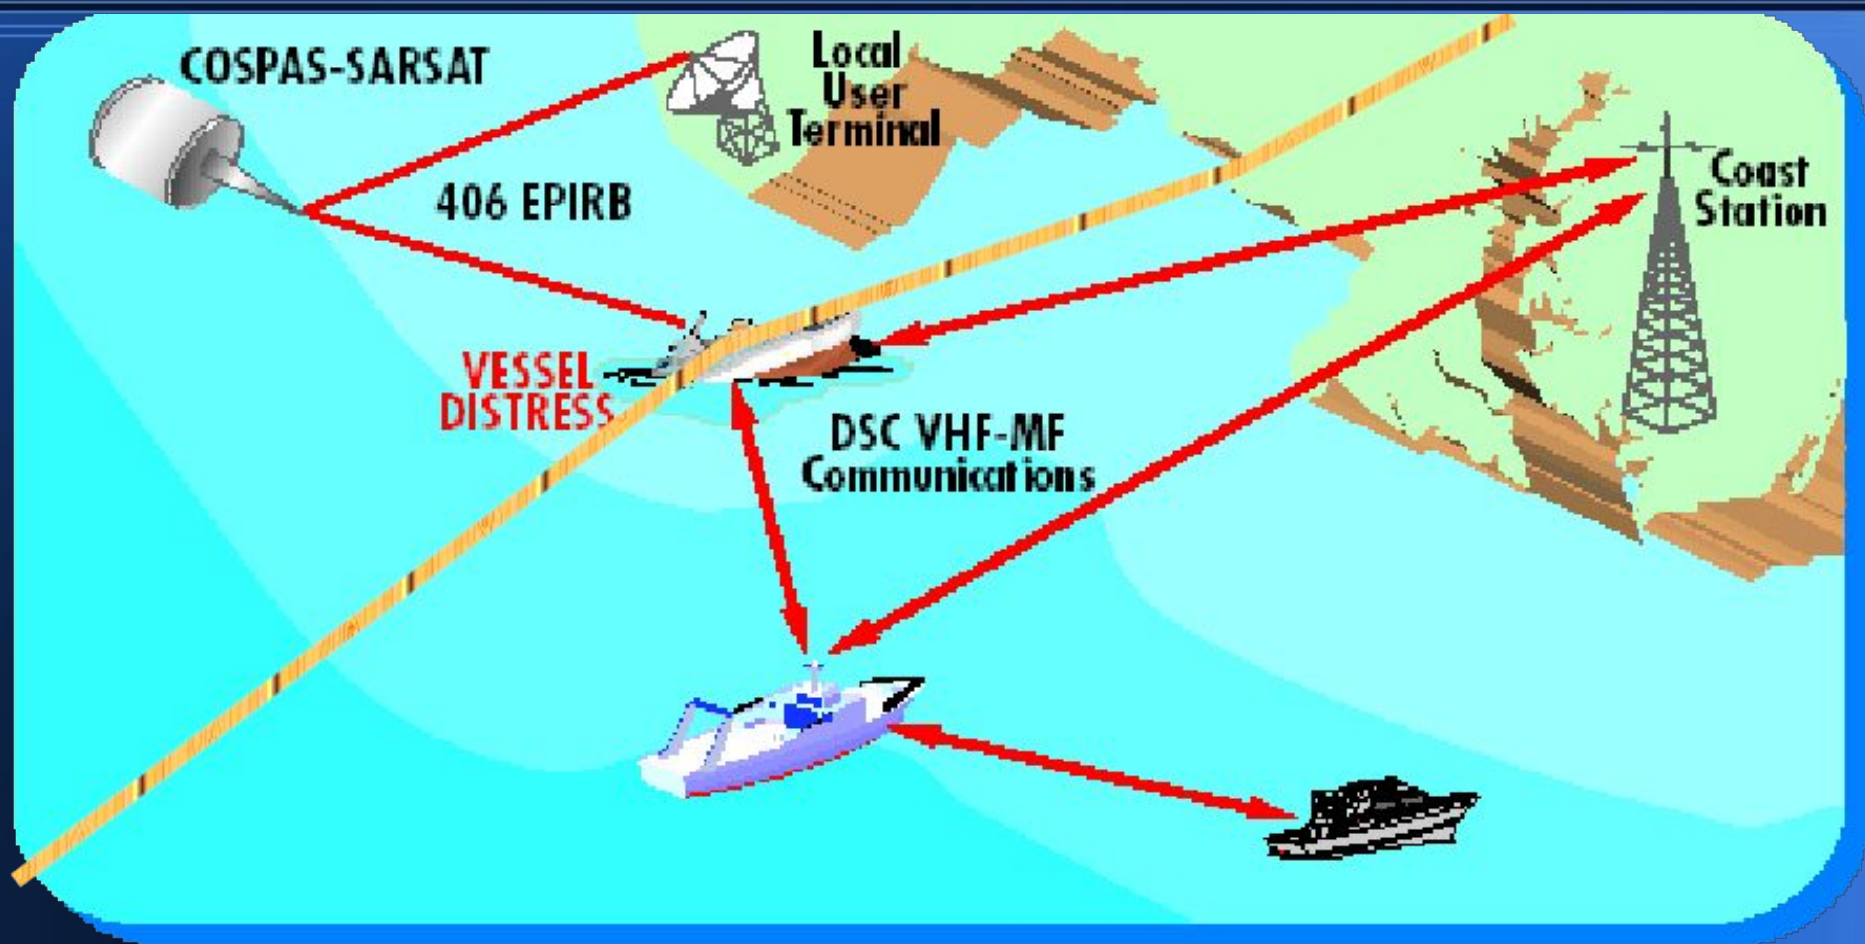 COSPAS-SARSAT
Local
User
Terminal
406 EPIRB
Coast
Station
VESSEL
DISTRESS
DSC VHF-MF
Communications